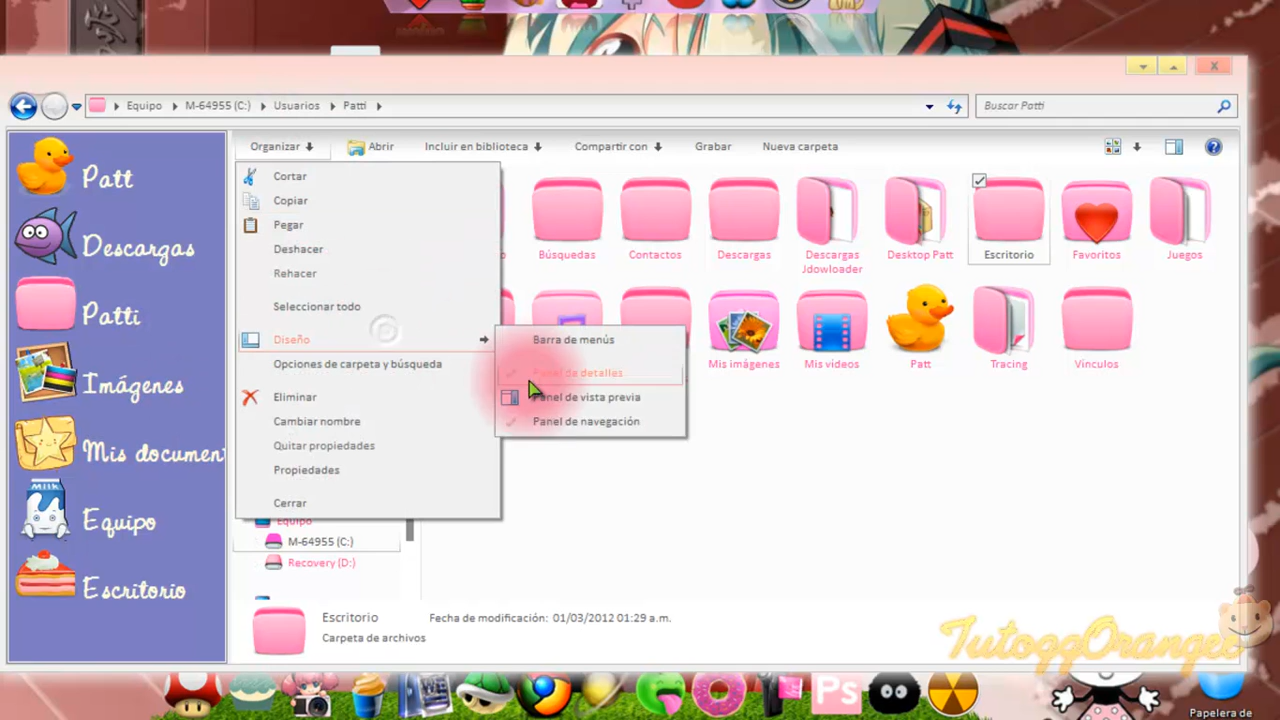 Equipo M-64955 (C:) Usuarios Patti
Buscar Patti
Organizar Abrir Incluir en biblioteca Compartir con Grabar Nueva carpeta
Patt
Descargas
Patti
Imágenes
Mis documen
Equipo
Escritorio
Cortar
Copiar
Pegar
Deshacer
Rehacer
Seleccionar todo
Diseño
Opciones de carpeta y búsqueda
Eliminar
Cambiar nombre
Quitar propiedades
Propiedades
Cerrar
Barra de menús
Panel de detalles
Panel de vista previa
Panel de navegación
Búsquedas
Contactos
Descargas
Descargas
Jdowloader
Desktop Patt
Escritorio
Favoritos
Juegos
Mis imágenes
Mis vídeos
Patt
Tracing
Vínculos
Equipo
M-64955 (C:)
Recovery (D:)
Escritorio Fecha de modificación: 01/03/2012 01:29 a.m.
Carpeta de archivos
Ps
Papelera de